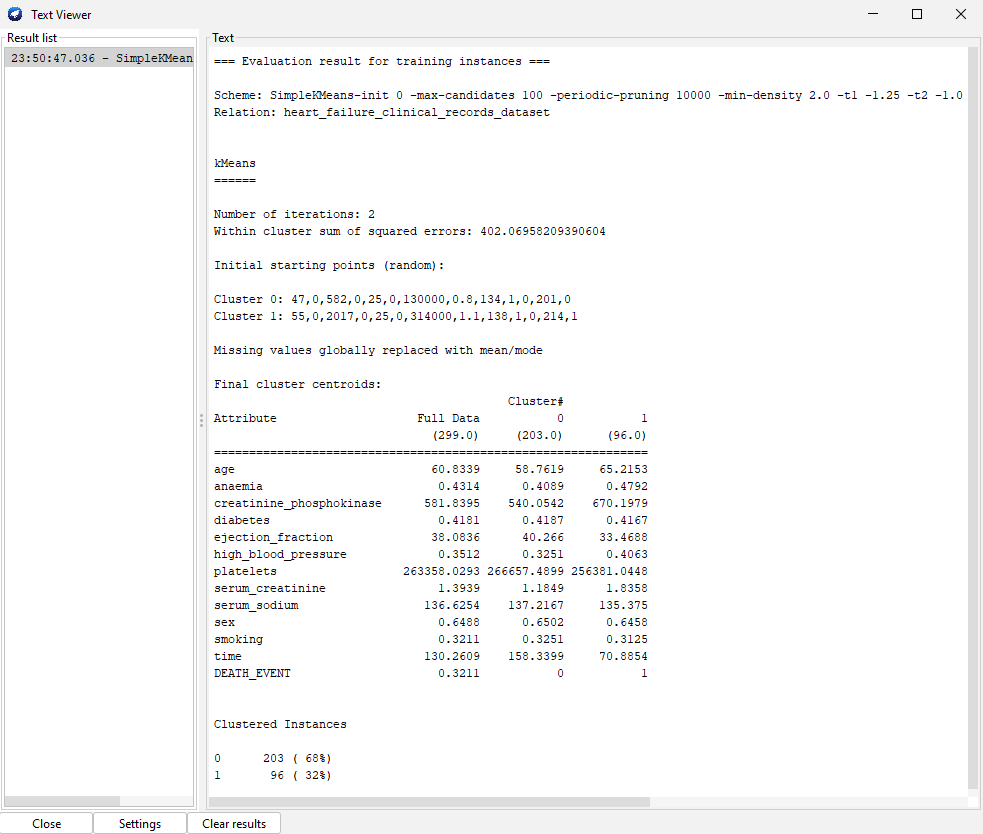 Text Viewer
Result list
23:50:47.036 - SimpleKMean
Text
=== Evaluation result for training instances ===
Scheme: SimpleKMeans-init 0 -max-candidates 100 -periodic-pruning 10000 -min-density 2.0 -t1 -1.25 -t2 -1.0
Relation: heart_failure_clinical_records_dataset
kMeans
======
Number of iterations: 2
Within cluster sum of squared errors: 402.06958209390604
Initial starting points (random):
Cluster 0: 47,0,582,0,25,0,130000,0.8,134,1,0,201,0
Cluster 1: 55,0,2017,0,25,0,314000,1.1,138,1,0,214,1
Missing values globally replaced with mean/mode
Final cluster centroids:
Cluster#
Attribute Full Data 0 1
(299.0) (203.0) (96.0)
==============================================================
age 60.8339 58.7619 65.2153
anaemia 0.4314 0.4089 0.4792
creatinine_phosphokinase 581.8395 540.0542 670.1979
diabetes 0.4181 0.4187 0.4167
ejection_fraction 38.0836 40.266 33.4688
high_blood_pressure 0.3512 0.3251 0.4063
platelets 263358.0293 266657.4899 256381.0448
serum_creatinine 1.3939 1.1849 1.8358
serum_sodium 136.6254 137.2167 135.375
sex 0.6488 0.6502 0.6458
smoking 0.3211 0.3251 0.3125
time 130.2609 158.3399 70.8854
DEATH_EVENT 0.3211 0 1
Clustered Instances
0 203 ( 68%)
1 96 ( 32%)
Close Settings Clear results